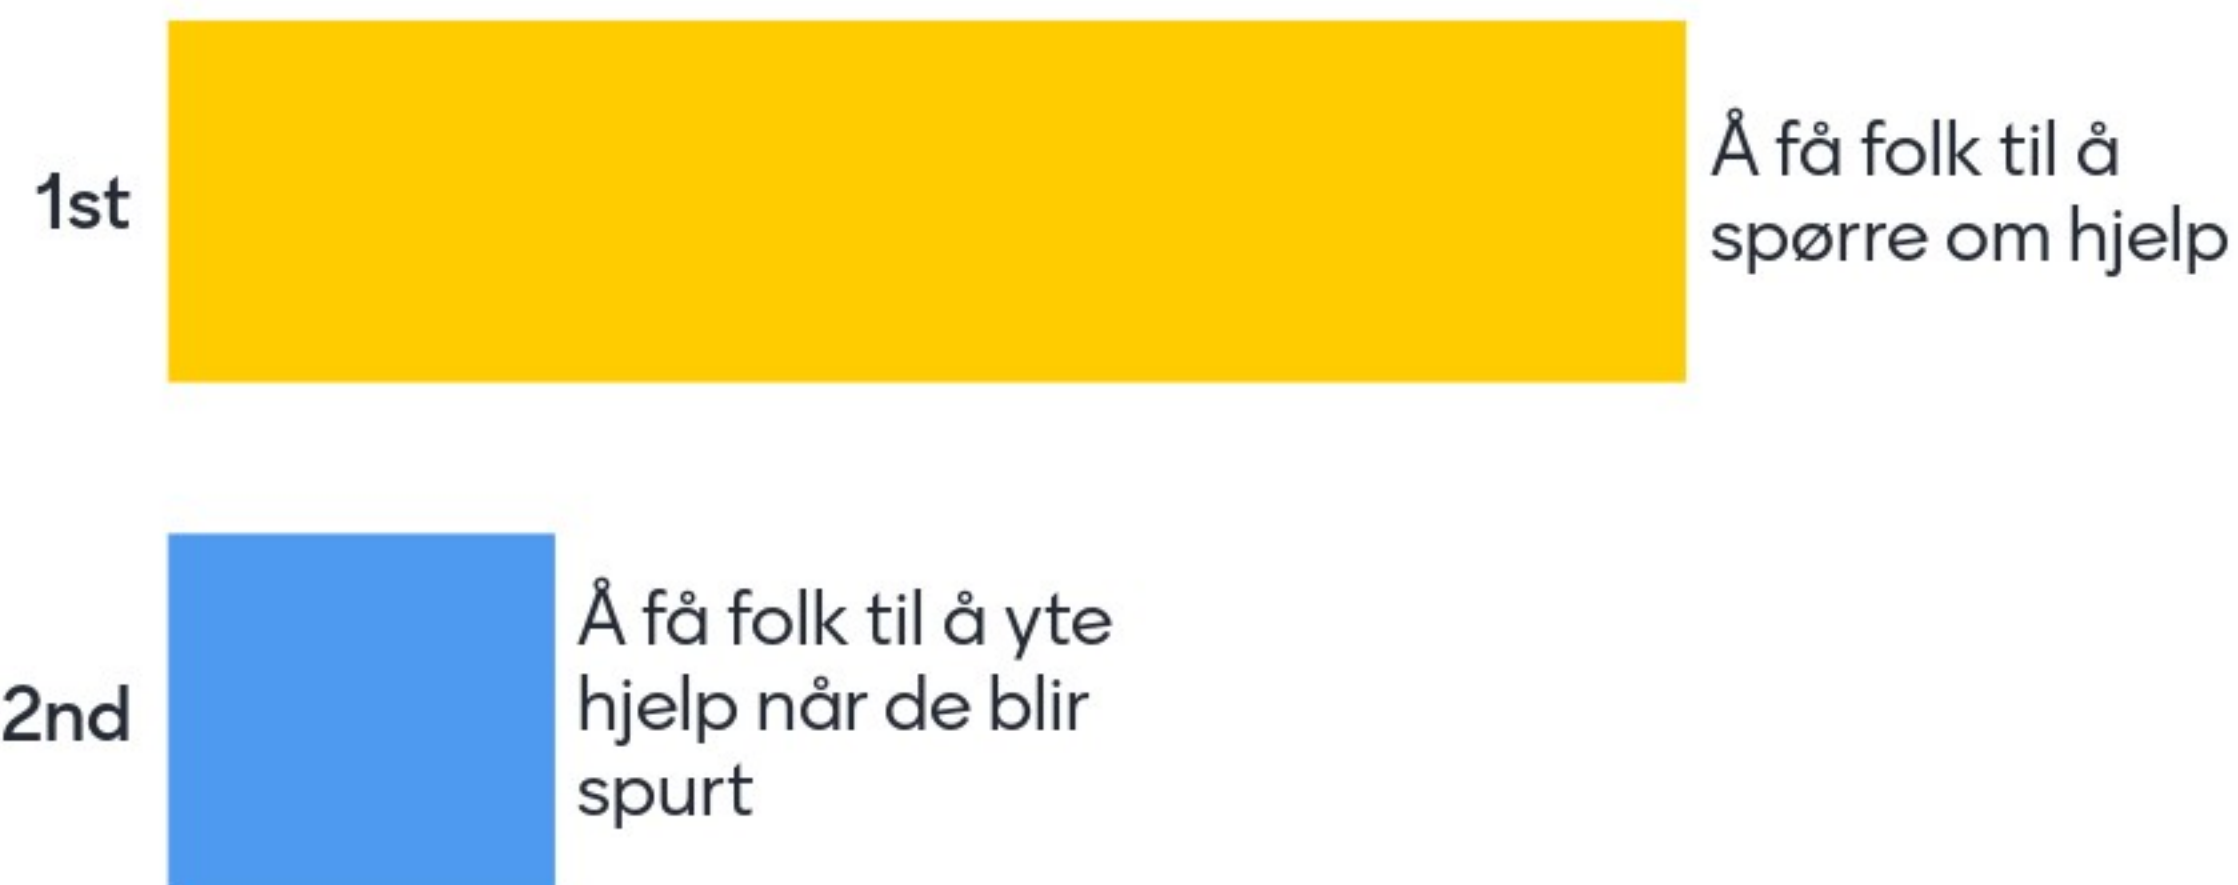 1st
Å få folk til å
spørre om hjelp
2nd
Å få folk til å yte
hjelp når de blir
spurt